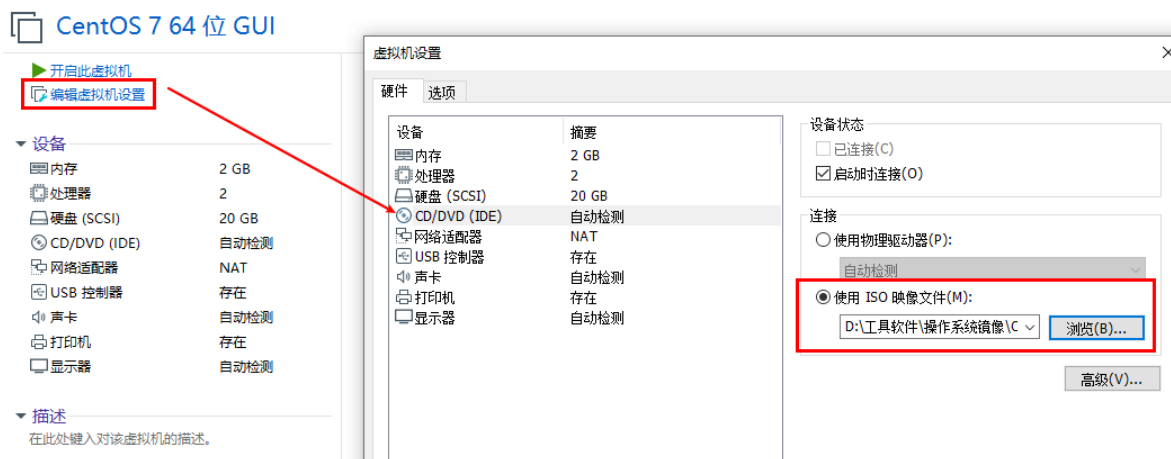 CentOS 7 64 位 GUI
开启此虚拟机
编辑虚拟机设置
设备
内存 2 GB
处理器 2
硬盘 (SCSI) 20 GB
CD/DVD (IDE) 自动检测
网络适配器 NAT
USB 控制器 存在
声卡 自动检测
打印机 存在
显示器 自动检测
描述
在此处键入对该虚拟机的描述。
虚拟机设置
硬件 选项
设备 摘要
内存 2 GB
处理器 2
硬盘 (SCSI) 20 GB
CD/DVD (IDE) 自动检测
网络适配器 NAT
USB 控制器 存在
声卡 自动检测
打印机 存在
显示器 自动检测
设备状态
已连接(C)
启动时连接(O)
连接
使用物理驱动器(P):
自动检测
使用 ISO 映像文件(M):
D:\工具软件\操作系统镜像\C 浏览(B)...
高级(V)...